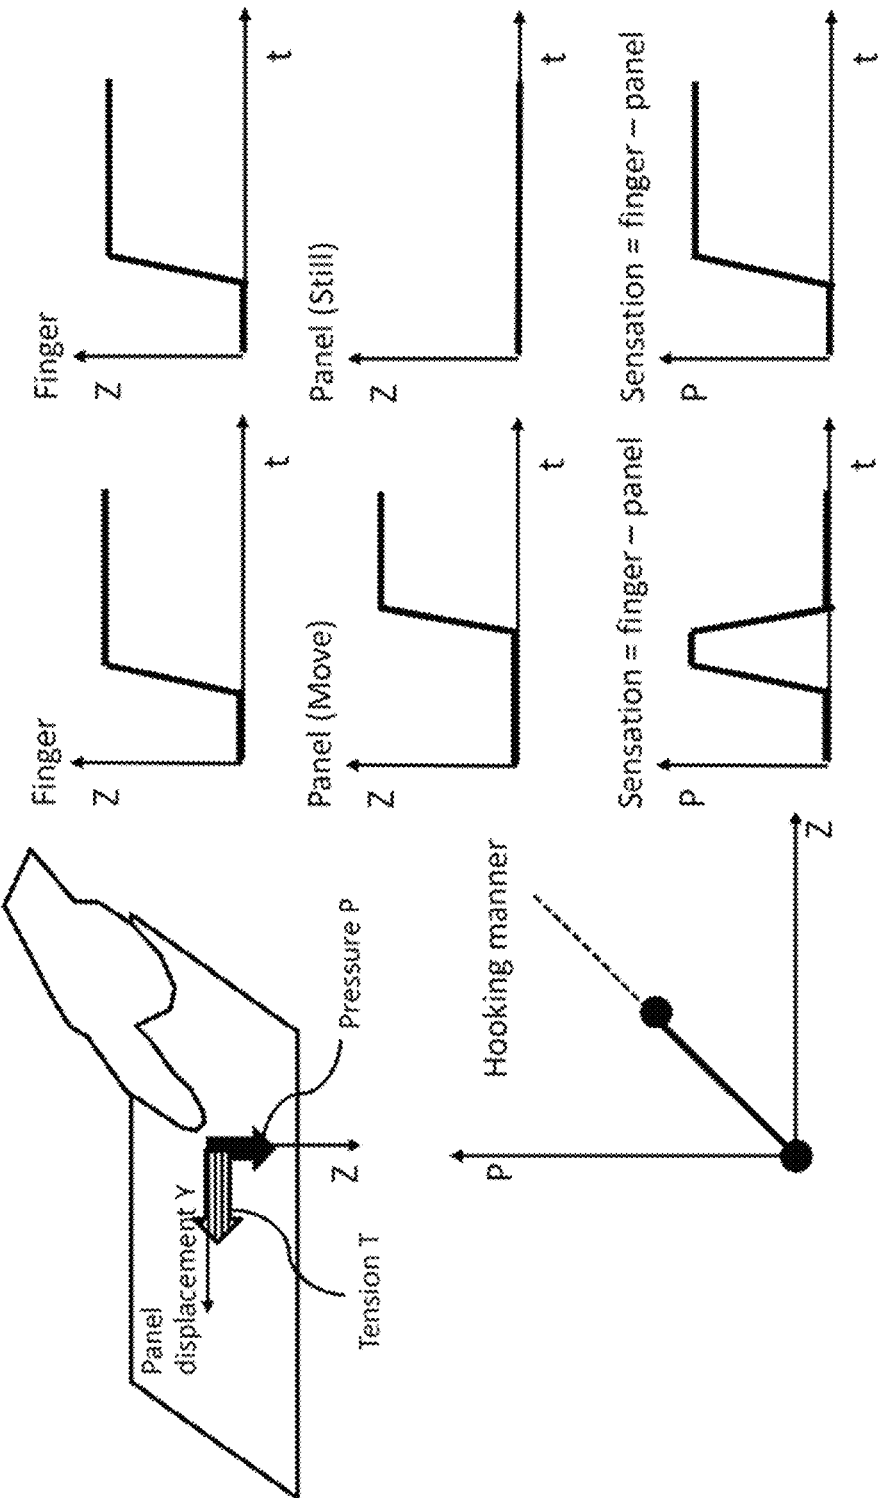 Panel
displacement Y
Z
Tension T
Pressure P
Hooking manner
P
Z
Finger
Z
t
Panel (Move)
Z
t
Sensation = finger – panel
P
t
Finger
Z
t
Panel (Still)
Z
t
Sensation = finger – panel
P
t